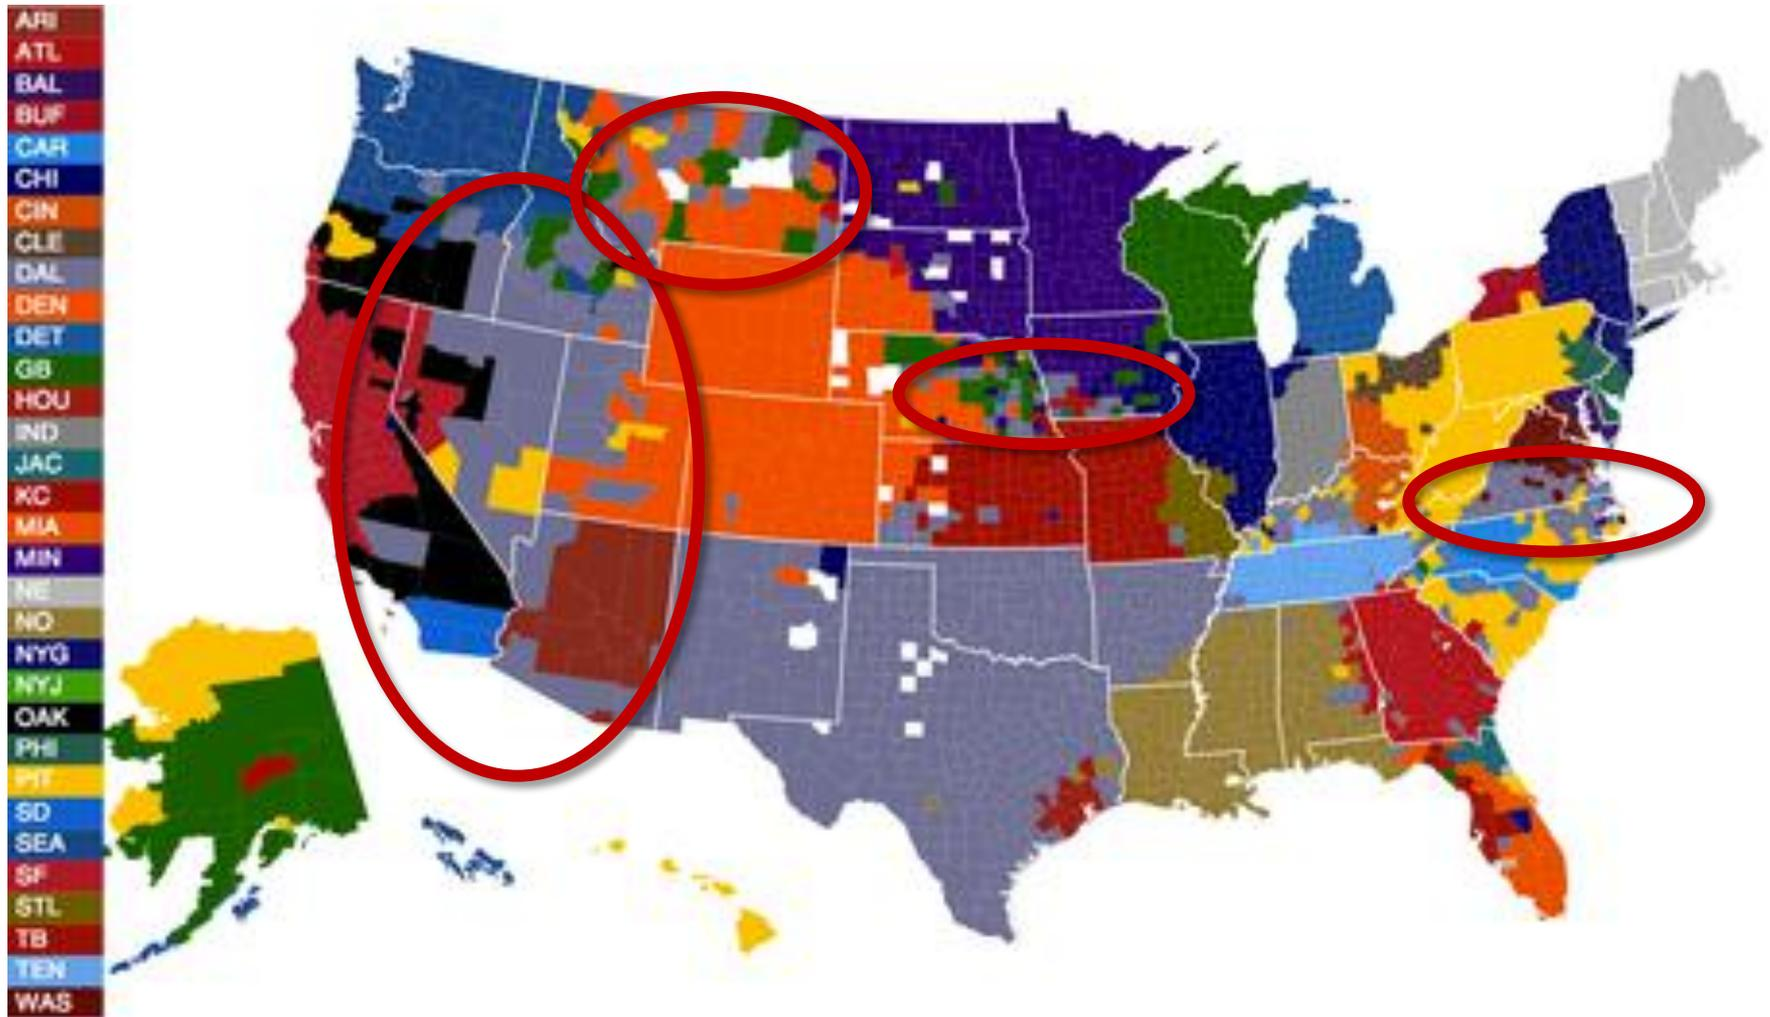 ARI
ATL
BAL
BUF
CAR
CHI
CIN
CLE
DAL
DEN
DET
GB
HOU
IND
JAC
KC
MIA
MIN
NE
NO
NYG
NYJ
OAK
PHI
PIT
SD
SEA
SF
STL
TB
TEN
WAS